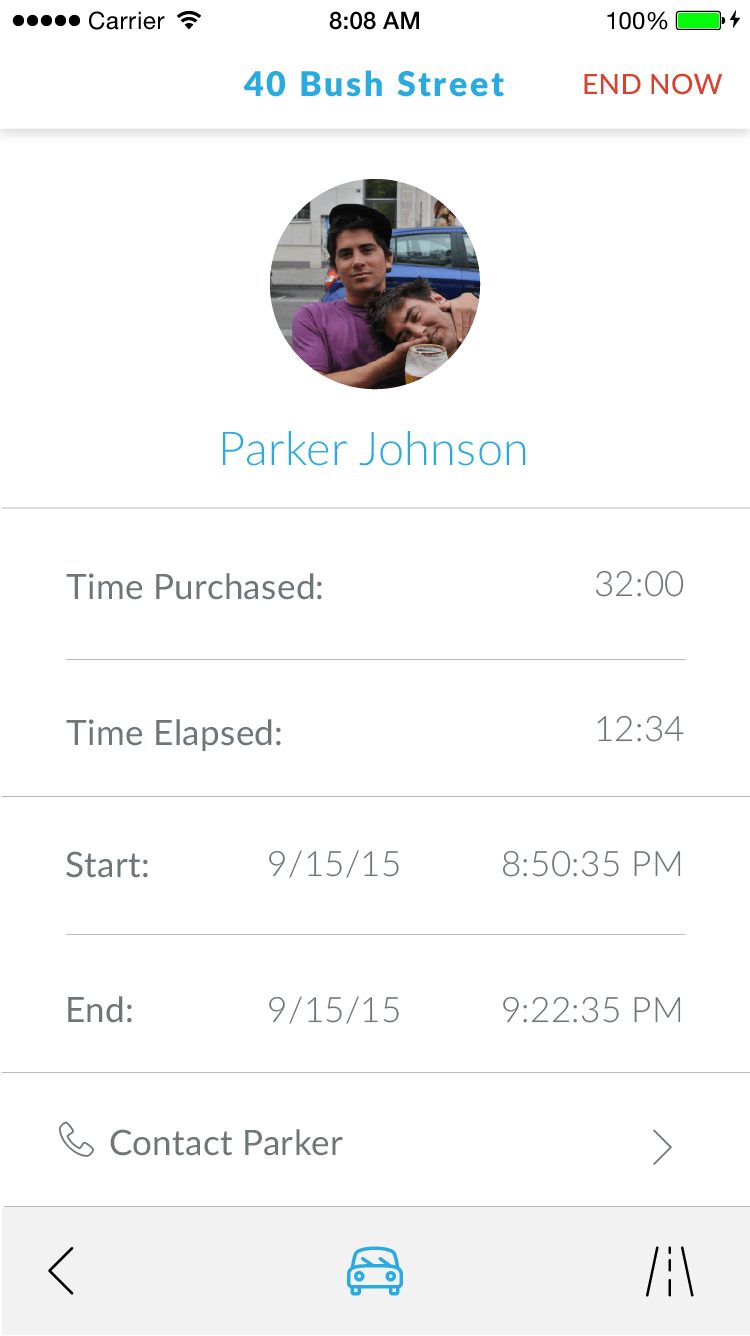 Carrier 8:08 AM 100%
40 Bush Street END NOW
Parker Johnson
Time Purchased: 32:00
Time Elapsed: 12:34
Start: 9/15/15 8:50:35 PM
End: 9/15/15 9:22:35 PM
Contact Parker